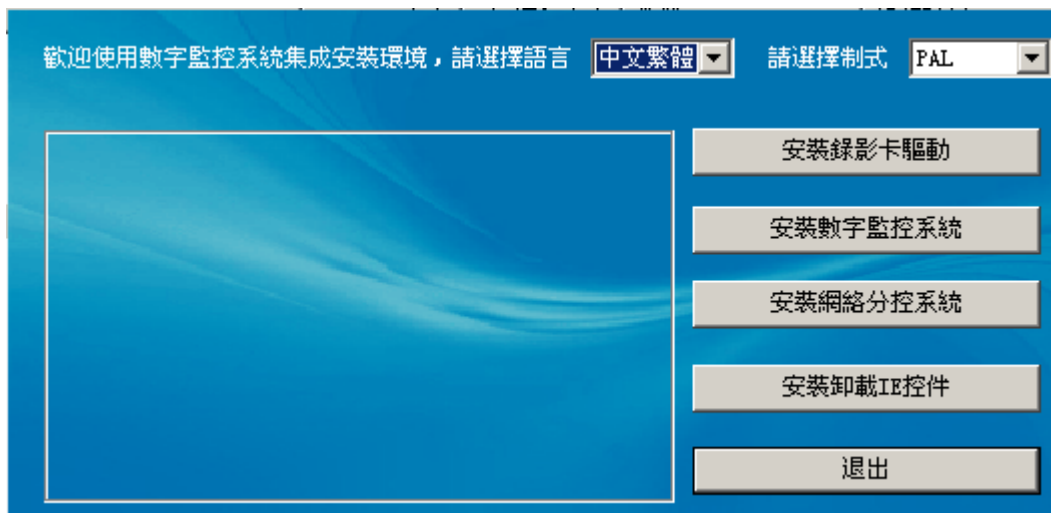 歡迎使用數字監控系統集成安裝環境，請選擇語言 中文繁體 請選擇制式 PAL
安裝錄影卡驅動
安裝數字監控系統
安裝網絡分控系統
安裝卸載IE控件
退出